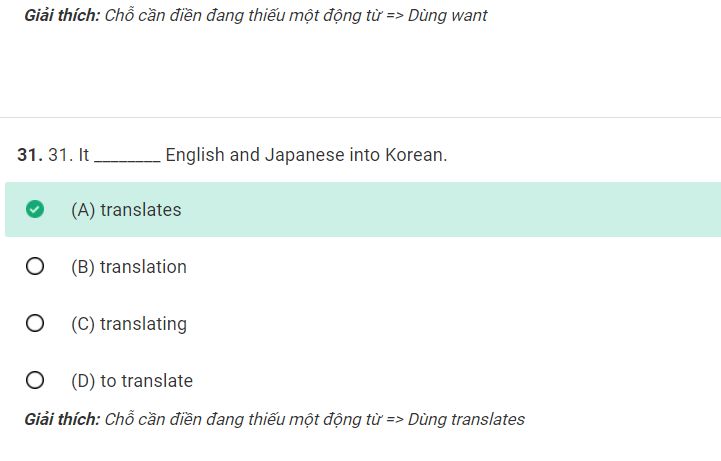 Giải thích: Chỗ cần điền đang thiếu một động từ => Dùng want
31. 31. It ________ English and Japanese into Korean.
(A) translates
(B) translation
(C) translating
(D) to translate
Giải thích: Chỗ cần điền đang thiếu một động từ => Dùng translates